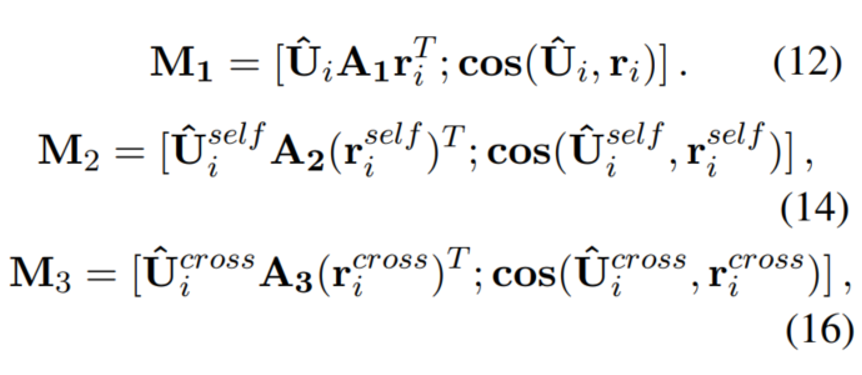 M₁ = [Û_i A₁ r_i^T ; cos(Û_i, r_i)] . (12)
M₂ = [Û_i^{self} A₂ (r_i^{self})^T ; cos(Û_i^{self}, r_i^{self})] ,
(14)
M₃ = [Û_i^{cross} A₃ (r_i^{cross})^T ; cos(Û_i^{cross}, r_i^{cross})] ,
(16)